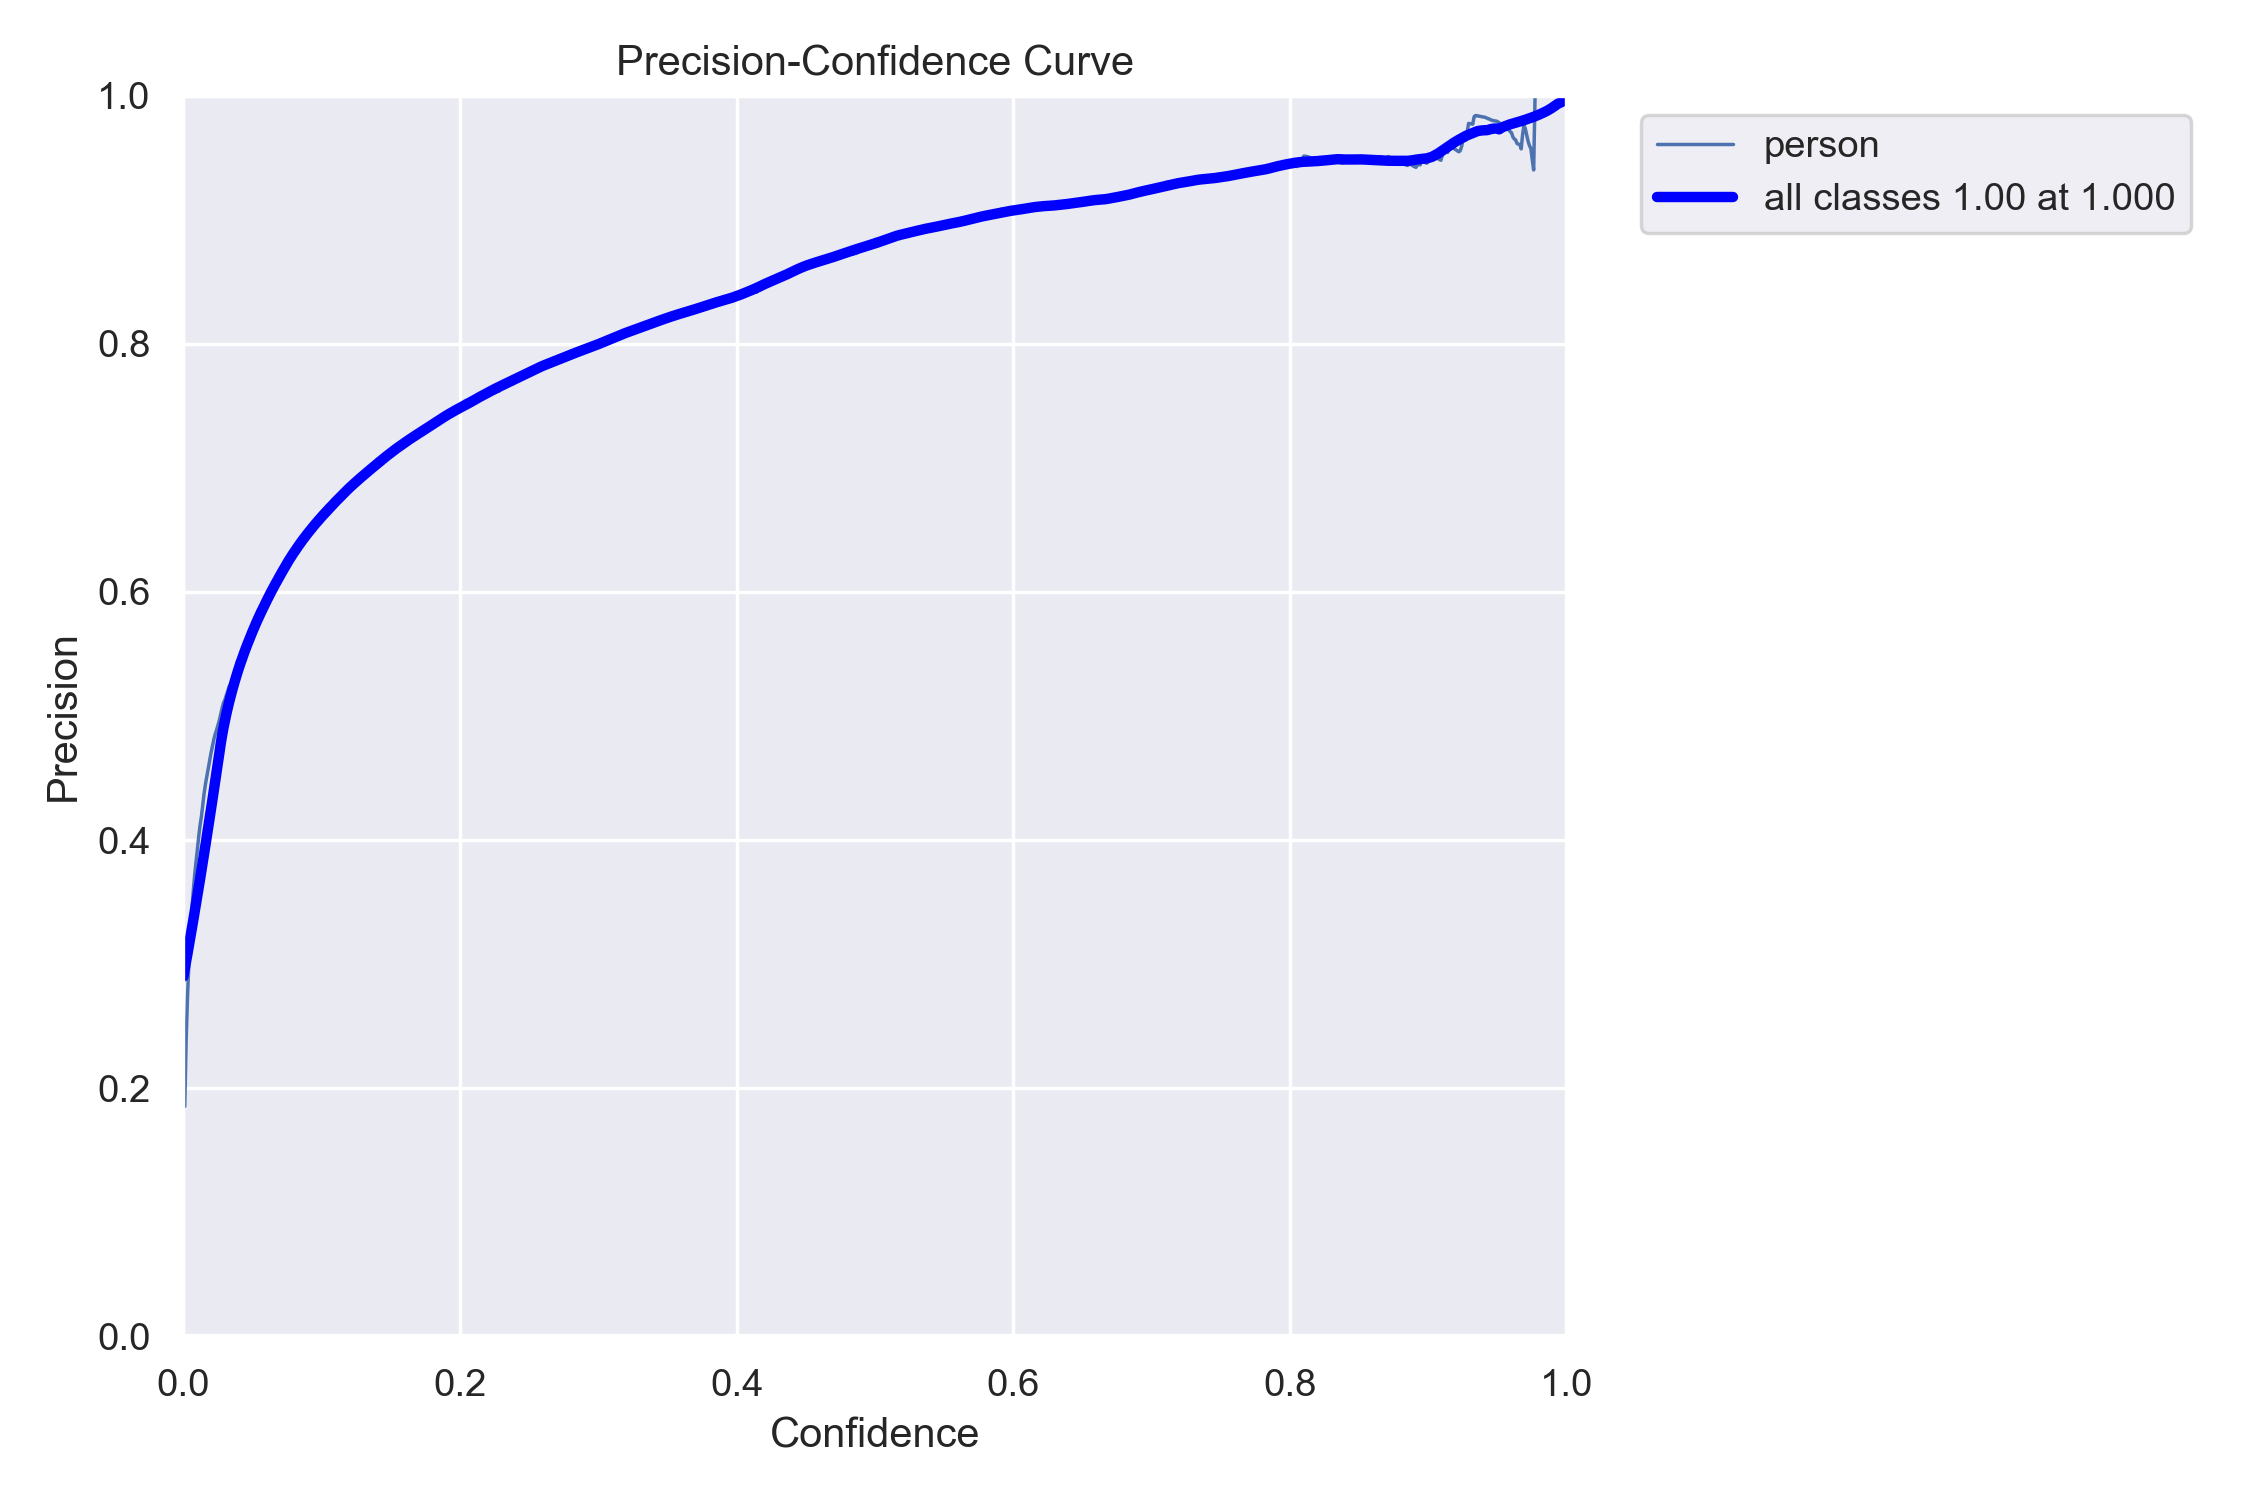 Precision-Confidence Curve
1.0
0.8
0.6
0.4
0.2
0.0
Precision
0.0 0.2 0.4 0.6 0.8 1.0
Confidence
person
all classes 1.00 at 1.000